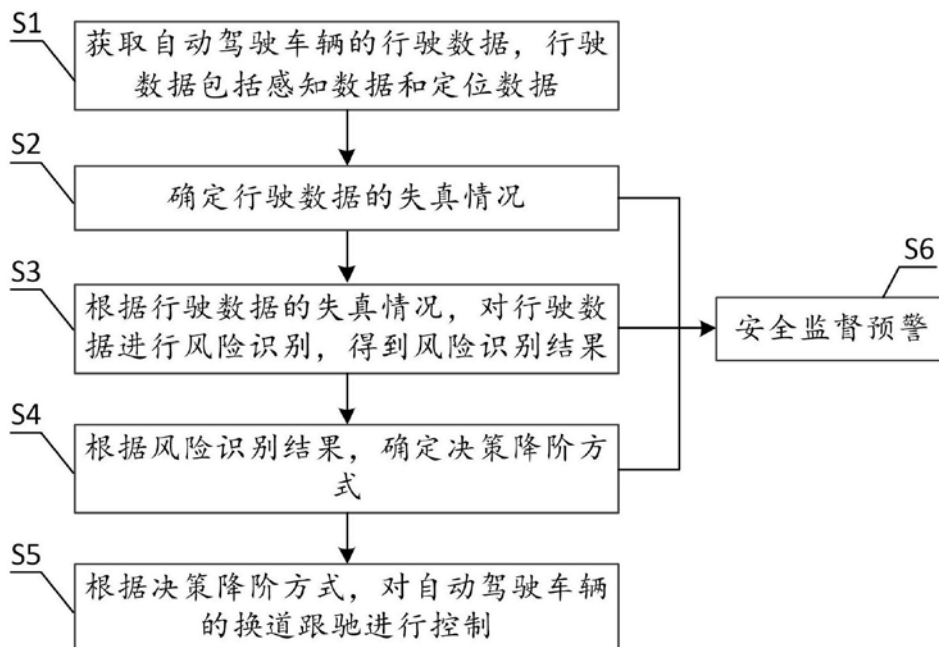 S1
获取自动驾驶车辆的行驶数据，行驶
数据包括感知数据和定位数据
S2
确定行驶数据的失真情况
S3
根据行驶数据的失真情况，对行驶数
据进行风险识别，得到风险识别结果
S6
安全监督预警
S4
根据风险识别结果，确定决策降阶方
式
S5
根据决策降阶方式，对自动驾驶车辆
的换道跟驰进行控制